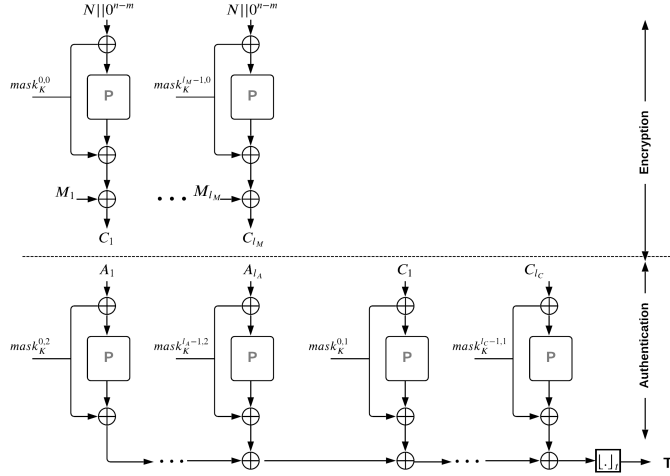 N||0^{n-m} N||0^{n-m}
mask_K^{0,0} mask_K^{l_M-1,0}
P P
M_1 ••• M_{l_M}
C_1 C_{l_M}
Encryption
A_1 A_{l_A} C_1 C_{l_C}
mask_K^{0,2} mask_K^{l_A-1,2} mask_K^{0,1} mask_K^{l_C-1,1}
P P P P
••• •••
⌊.⌋_t T
Authentication